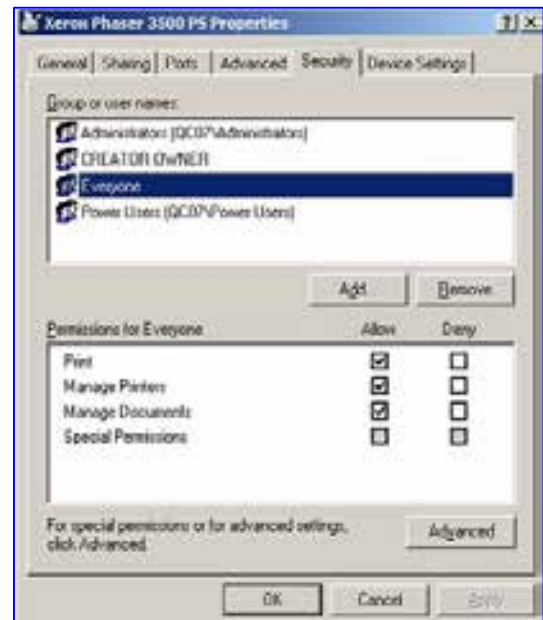 Xerox Phaser 3500 PS Properties
General Sharing Ports Advanced Security Device Settings
Group or user names:
Administrators (QC07\Administrators)
CREATOR OWNER
Everyone
Power Users (QC07\Power Users)
Add Remove
Permissions for Everyone Allow Deny
Print
Manage Printers
Manage Documents
Special Permissions
For special permissions or for advanced settings,
click Advanced.
Advanced
OK Cancel Apply